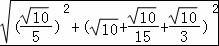 √((√10/5)² + (√10 + √10/15 + √10/3)²)